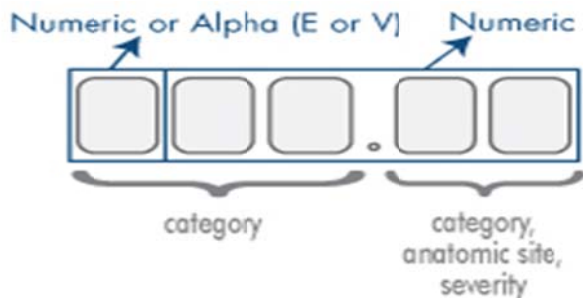 Numeric or Alpha (E or V) Numeric
.
category category,
anatomic site,
severity